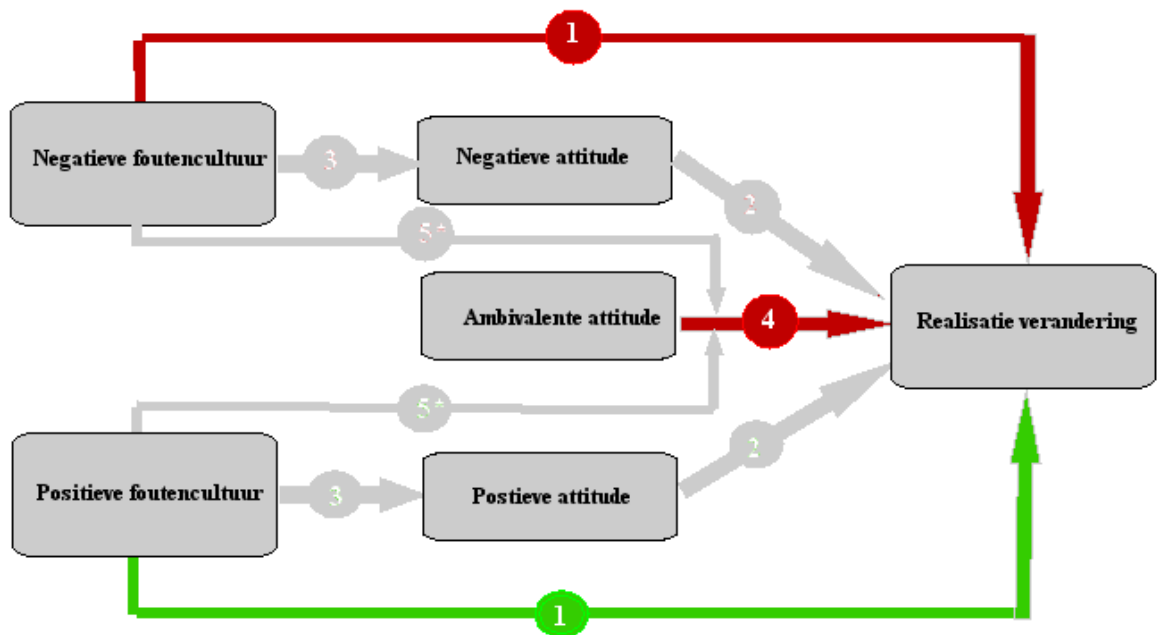 1
Negatieve foutencultuur
3
Negatieve attitude
2
5*
Ambivalente attitude
4
Realisatie verandering
5*
Positieve foutencultuur
3
Postieve attitude
2
1